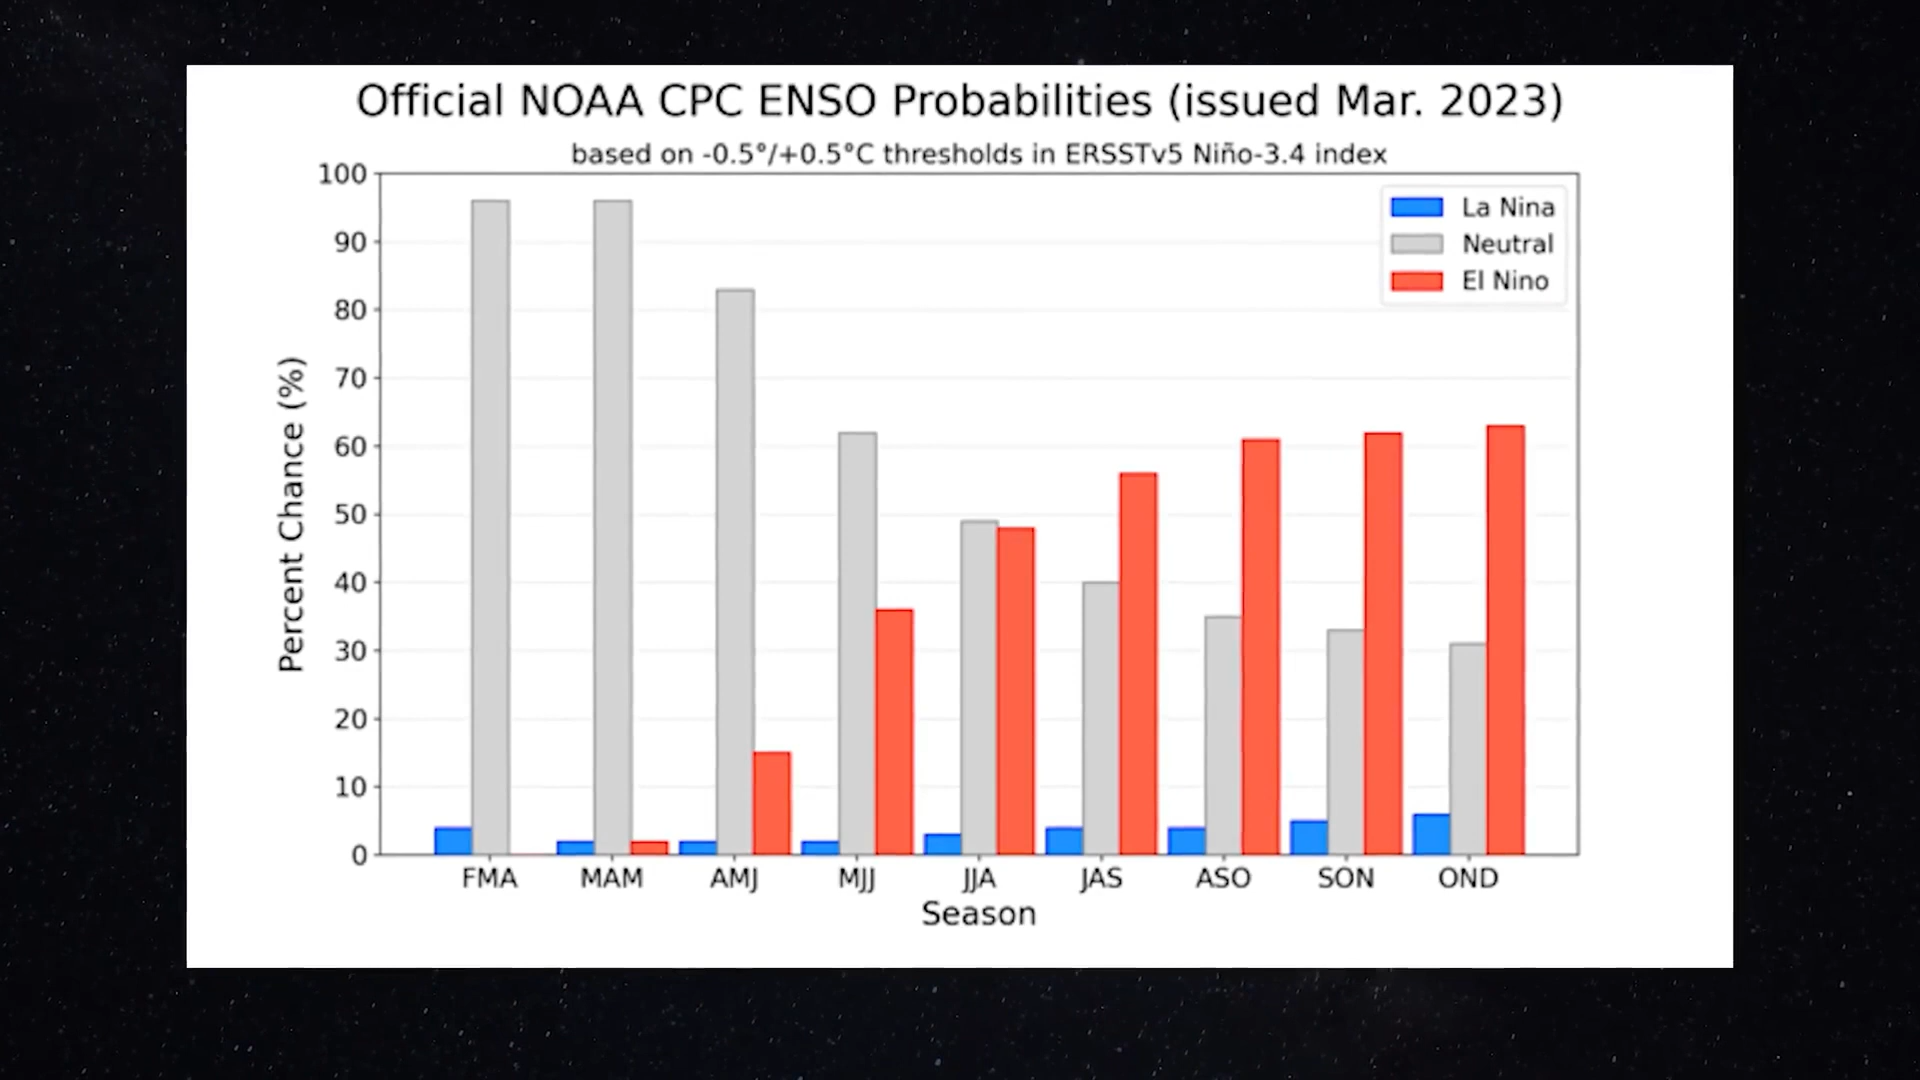 Official NOAA CPC ENSO Probabilities (issued Mar. 2023)
based on -0.5°/+0.5°C thresholds in ERSSTv5 Niño-3.4 index
La Nina
Neutral
El Nino
Percent Chance (%)
100
90
80
70
60
50
40
30
20
10
0
FMA MAM AMJ MJJ JJA JAS ASO SON OND
Season